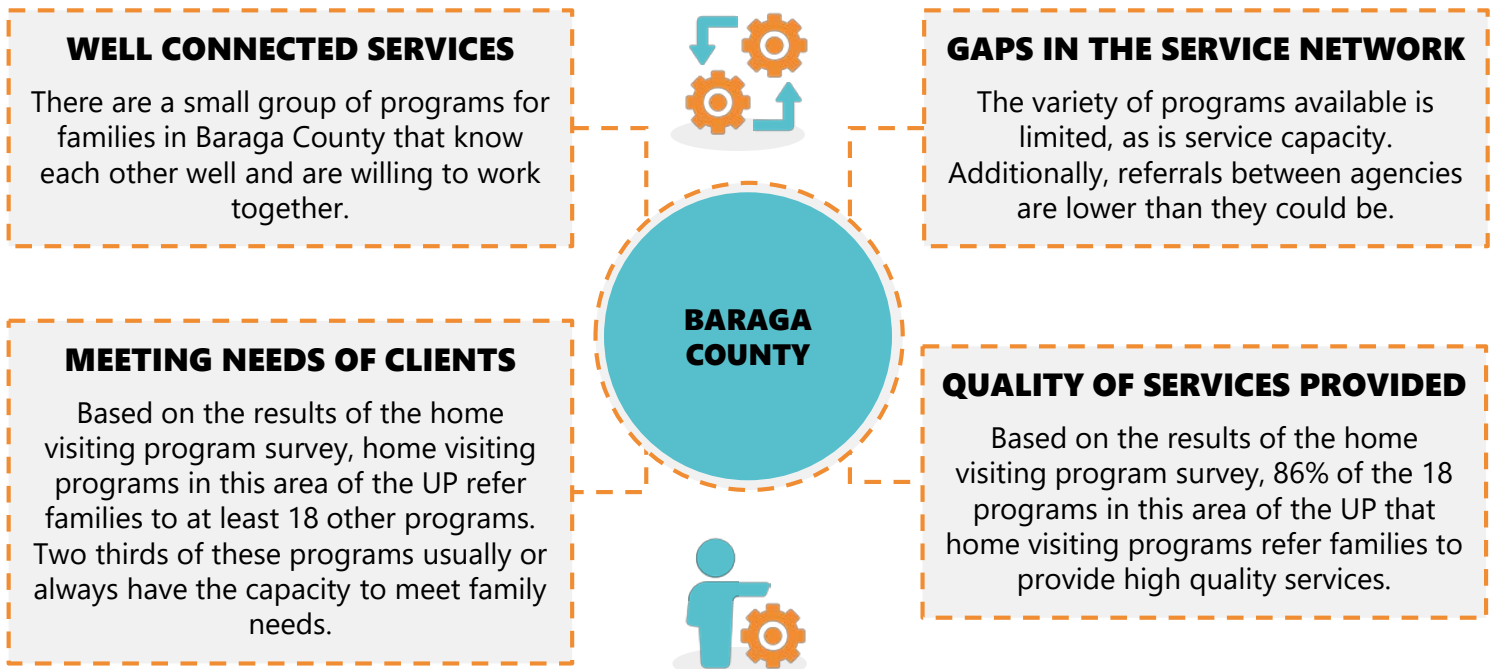 WELL CONNECTED SERVICES
There are a small group of programs for
families in Baraga County that know
each other well and are willing to work
together.
GAPS IN THE SERVICE NETWORK
The variety of programs available is
limited, as is service capacity.
Additionally, referrals between agencies
are lower than they could be.
BARAGA
COUNTY
MEETING NEEDS OF CLIENTS
Based on the results of the home
visiting program survey, home visiting
programs in this area of the UP refer
families to at least 18 other programs.
Two thirds of these programs usually or
always have the capacity to meet family
needs.
QUALITY OF SERVICES PROVIDED
Based on the results of the home
visiting program survey, 86% of the 18
programs in this area of the UP that
home visiting programs refer families to
provide high quality services.